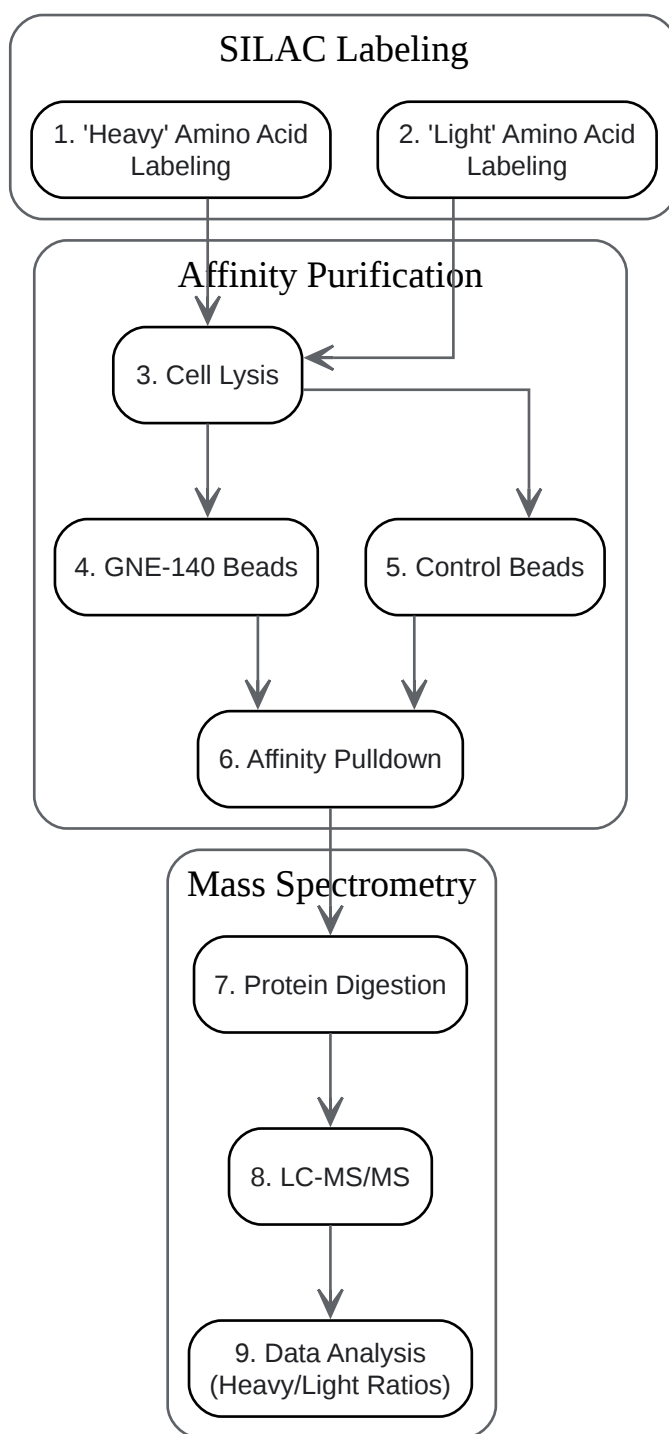 SILAC Labeling
1. 'Heavy' Amino Acid
Labeling
2. 'Light' Amino Acid
Labeling
Affinity Purification
3. Cell Lysis
4. GNE-140 Beads
5. Control Beads
6. Affinity Pulldown
Mass Spectrometry
7. Protein Digestion
8. LC-MS/MS
9. Data Analysis
(Heavy/Light Ratios)